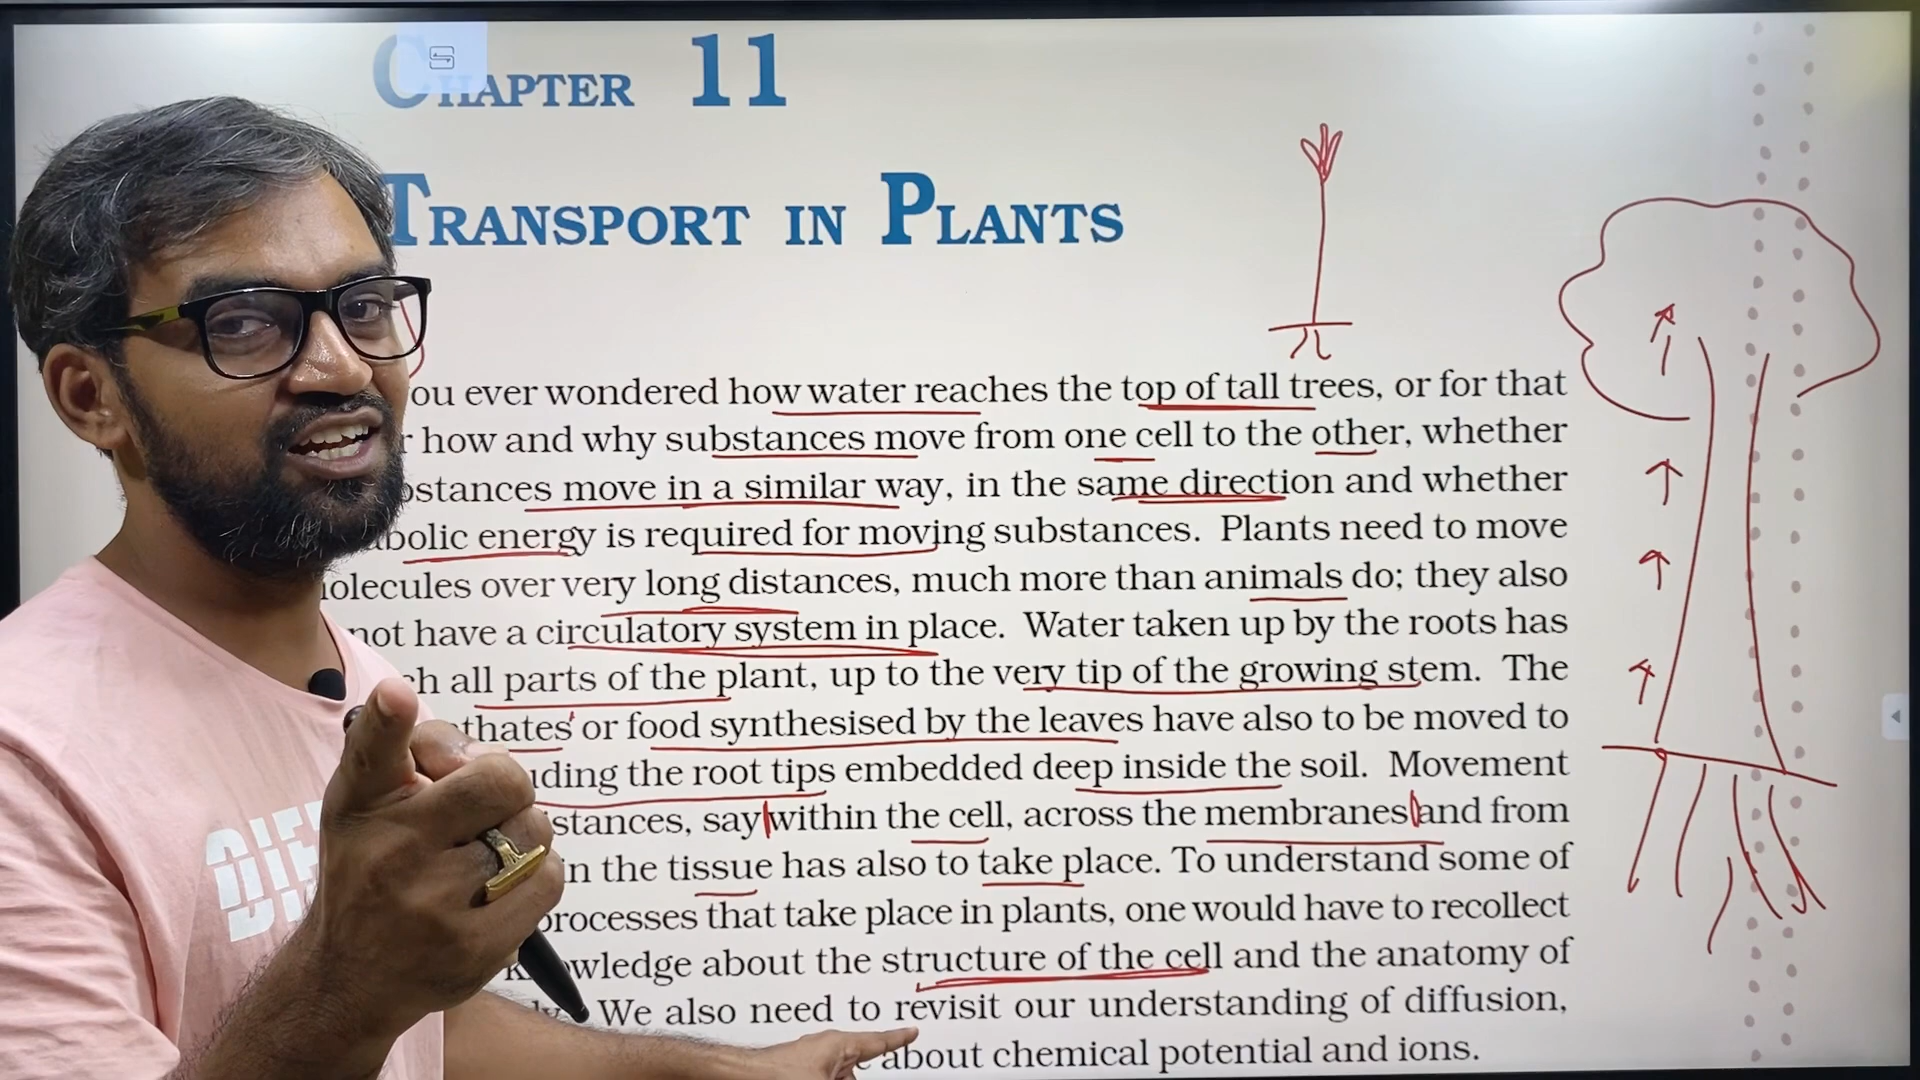 CHAPTER 11
TRANSPORT IN PLANTS
ou ever wondered how water reaches the top of tall trees, or for that
r how and why substances move from one cell to the other, whether
ostances move in a similar way, in the same direction and whether
abolic energy is required for moving substances. Plants need to move
olecules over very long distances, much more than animals do; they also
not have a circulatory system in place. Water taken up by the roots has
ch all parts of the plant, up to the very tip of the growing stem. The
thates' or food synthesised by the leaves have also to be moved to
uding the root tips embedded deep inside the soil. Movement
stances, say within the cell, across the membranes and from
in the tissue has also to take place. To understand some of
processes that take place in plants, one would have to recollect
knowledge about the structure of the cell and the anatomy of
We also need to revisit our understanding of diffusion,
about chemical potential and ions.